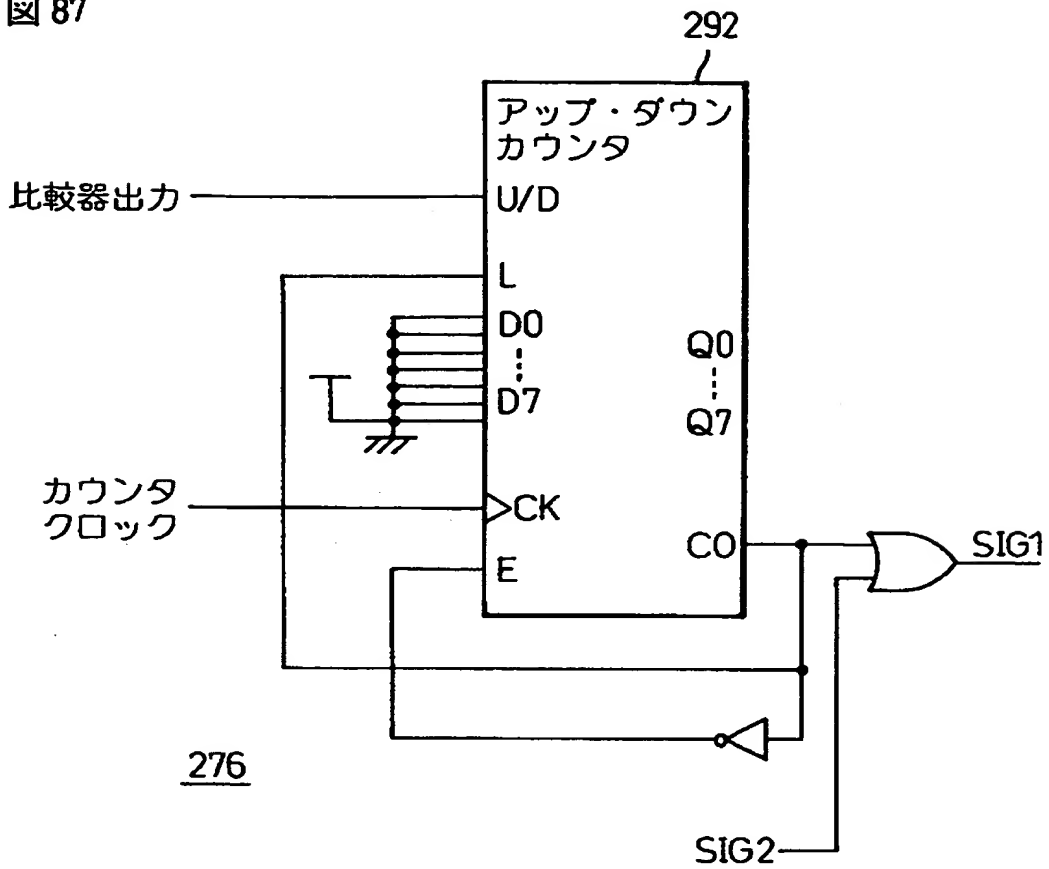 図 87
292
アップ・ダウン
カウンタ
比較器出力
U/D
L
D0
D7
Q0
Q7
カウンタ
クロック
CK
E
CO
SIG1
276
SIG2